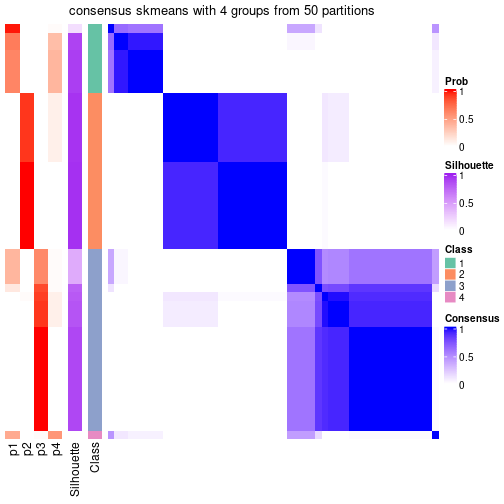 consensus skmeans with 4 groups from 50 partitions
Prob
1
0.5
0
Silhouette
1
0.5
0
Class
1
2
3
4
Consensus
1
0.5
0
p1
p2
p3
p4
Silhouette
Class